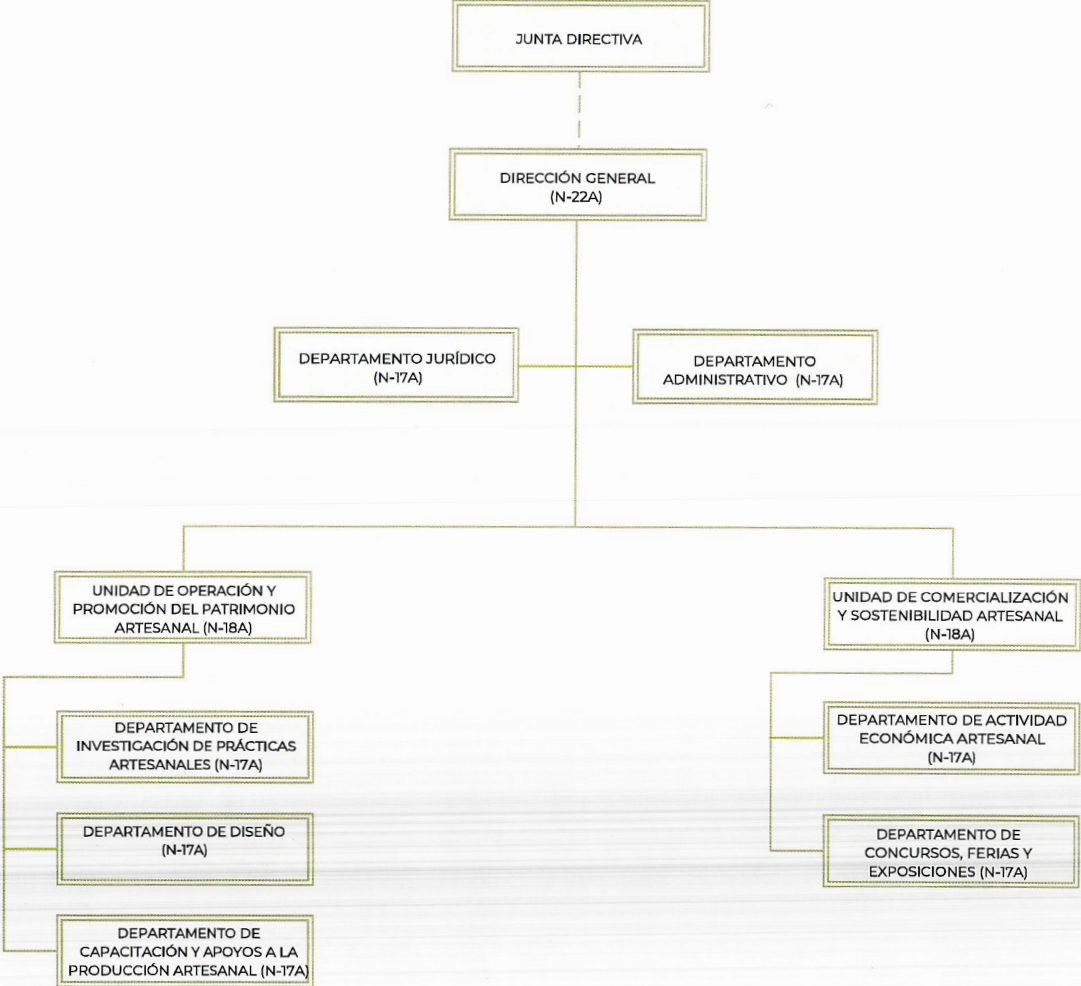 JUNTA DIRECTIVA
DIRECCIÓN GENERAL
(N-22A)
DEPARTAMENTO JURÍDICO
(N-17A)
DEPARTAMENTO
ADMINISTRATIVO (N-17A)
UNIDAD DE OPERACIÓN Y
PROMOCIÓN DEL PATRIMONIO
ARTESANAL (N-18A)
DEPARTAMENTO DE
INVESTIGACIÓN DE PRÁCTICAS
ARTESANALES (N-17A)
DEPARTAMENTO DE DISEÑO
(N-17A)
DEPARTAMENTO DE
CAPACITACIÓN Y APOYOS A LA
PRODUCCIÓN ARTESANAL (N-17A)
UNIDAD DE COMERCIALIZACIÓN
Y SOSTENIBILIDAD ARTESANAL
(N-18A)
DEPARTAMENTO DE ACTIVIDAD
ECONÓMICA ARTESANAL
(N-17A)
DEPARTAMENTO DE
CONCURSOS, FERIAS Y
EXPOSICIONES (N-17A)